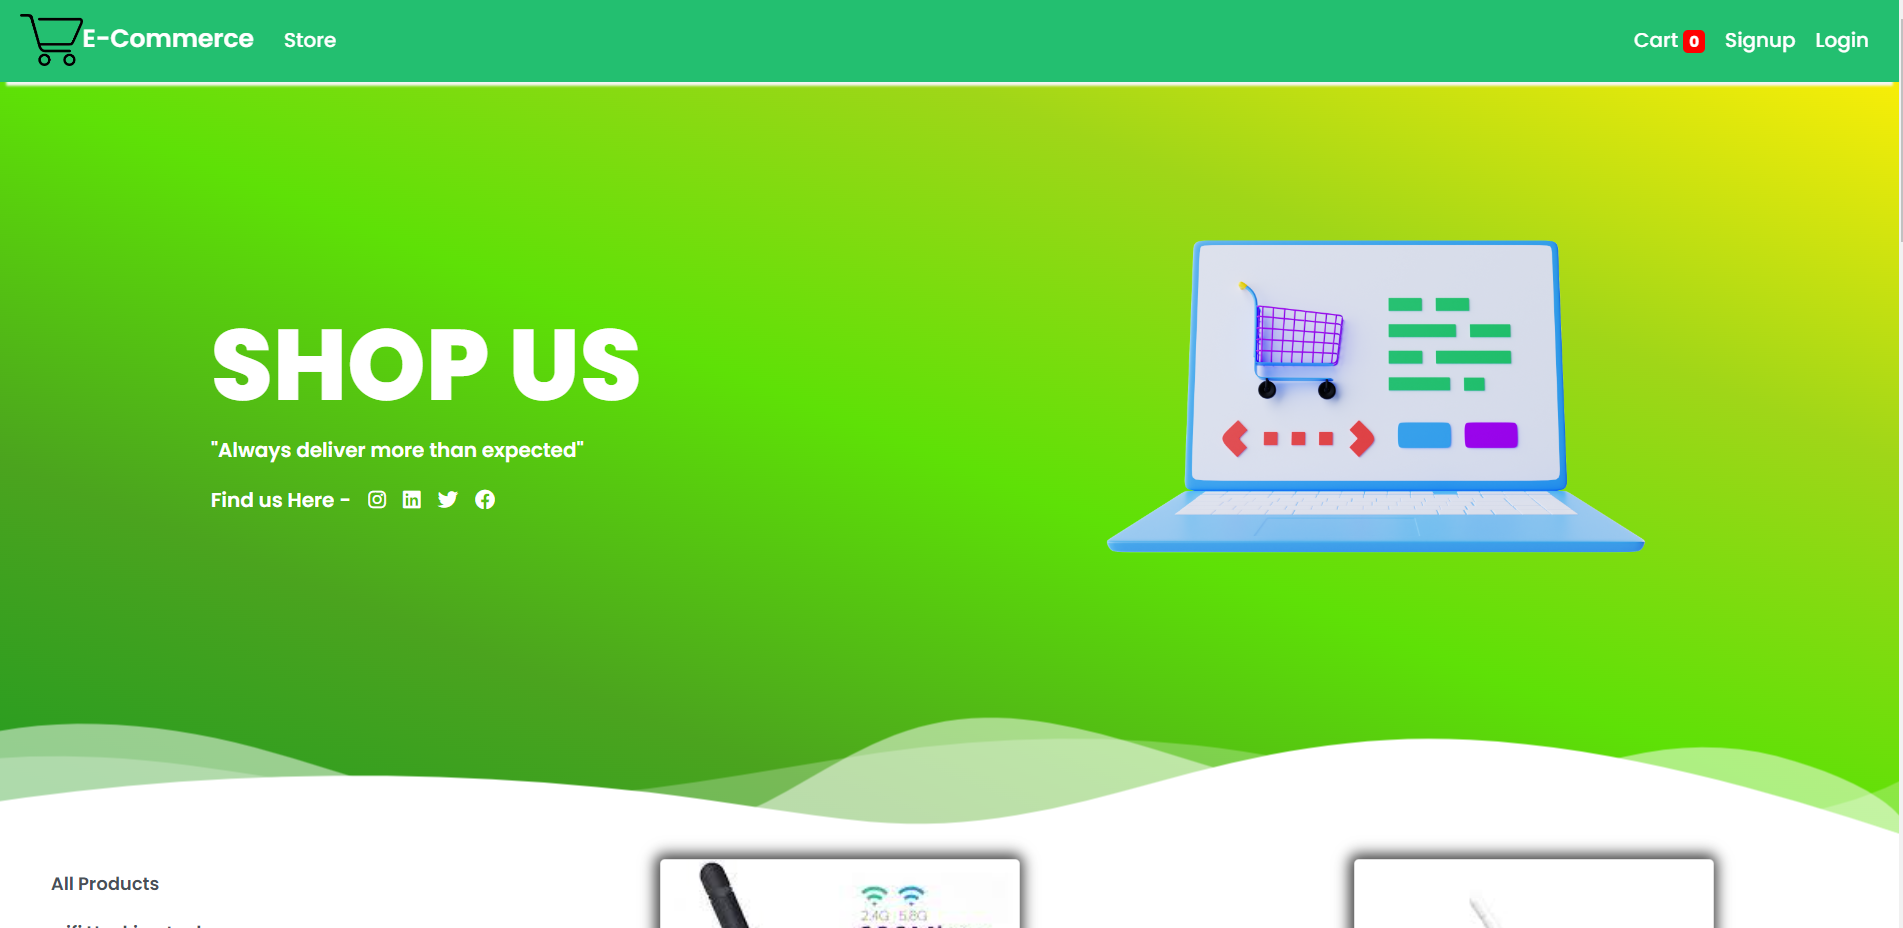 E-Commerce Store Cart 0 Signup Login
SHOP US
"Always deliver more than expected"
Find us Here -
All Products
2.4G 5.8G